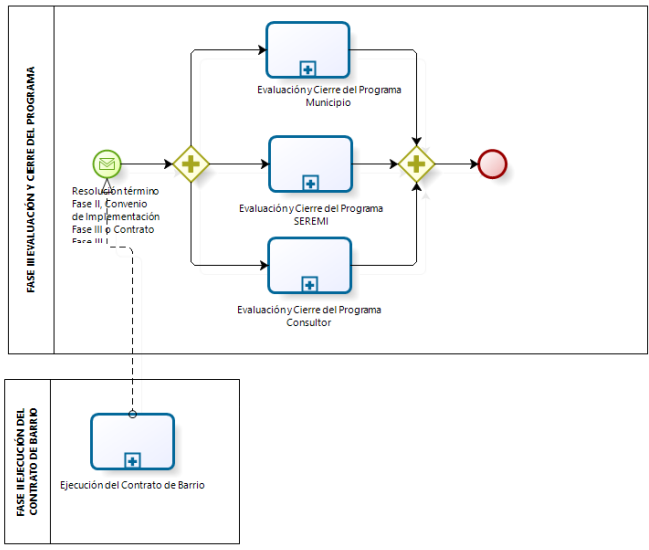 FASE III EVALUACIÓN Y CIERRE DEL PROGRAMA
Evaluación y Cierre del Programa
Municipio
Resolución término
Fase II, Convenio
de Implementación
Fase III o Contrato
Fase III
Evaluación y Cierre del Programa
SEREMI
Evaluación y Cierre del Programa
Consultor
FASE II EJECUCIÓN DEL
CONTRATO DE BARRIO
Ejecución del Contrato de Barrio